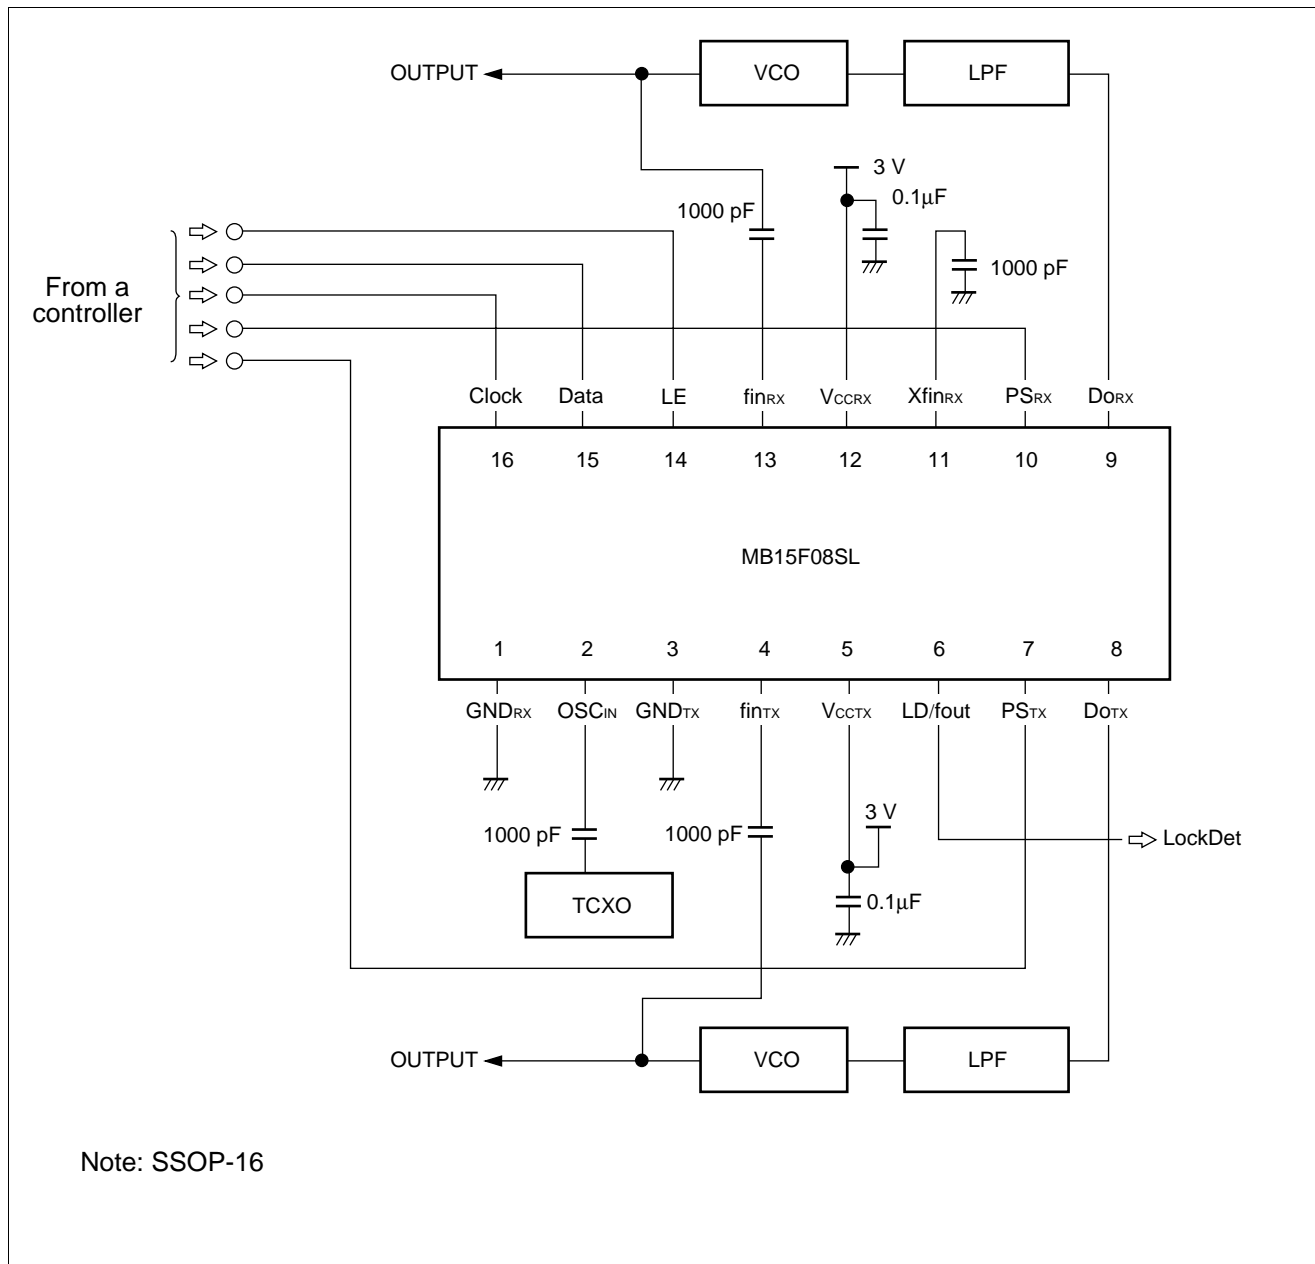 OUTPUT VCO LPF
3 V
0.1μF
1000 pF
1000 pF
From a
controller
Clock Data LE finRX VCCRX XfinRX PSRX DoRX
16 15 14 13 12 11 10 9
MB15F08SL
1 2 3 4 5 6 7 8
GNDRX OSCIN GNDTX finTX VCCTX LD/fout PSTX DoTX
3 V
1000 pF 1000 pF LockDet
TCXO 0.1μF
OUTPUT VCO LPF
Note: SSOP-16